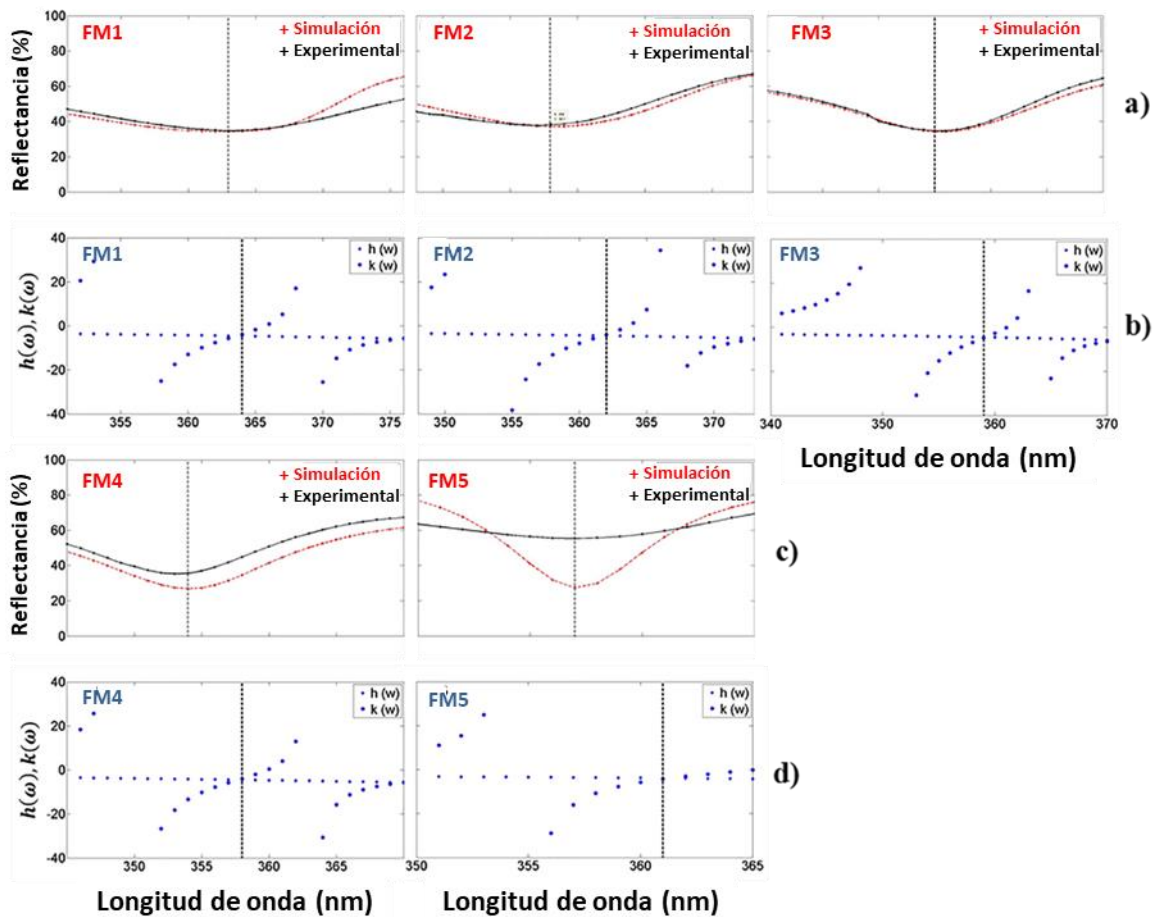 FM1
+ Simulación
+ Experimental
FM2
+ Simulación
+ Experimental
FM3
+ Simulación
+ Experimental
Reflectancia (%)
100
80
60
40
20
0
a)
FM1
h (w)
k (w)
FM2
h (w)
k (w)
FM3
h (w)
k (w)
h(ω), k(ω)
40
20
0
-20
-40
355 360 365 370 375
350 355 360 365 370
340 350 360 370
b)
Longitud de onda (nm)
FM4
+ Simulación
+ Experimental
FM5
+ Simulación
+ Experimental
Reflectancia (%)
100
80
60
40
20
0
c)
FM4
h (w)
k (w)
FM5
h (w)
k (w)
h(ω), k(ω)
40
20
0
-20
-40
350 355 360 365
350 355 360 365
d)
Longitud de onda (nm)
Longitud de onda (nm)